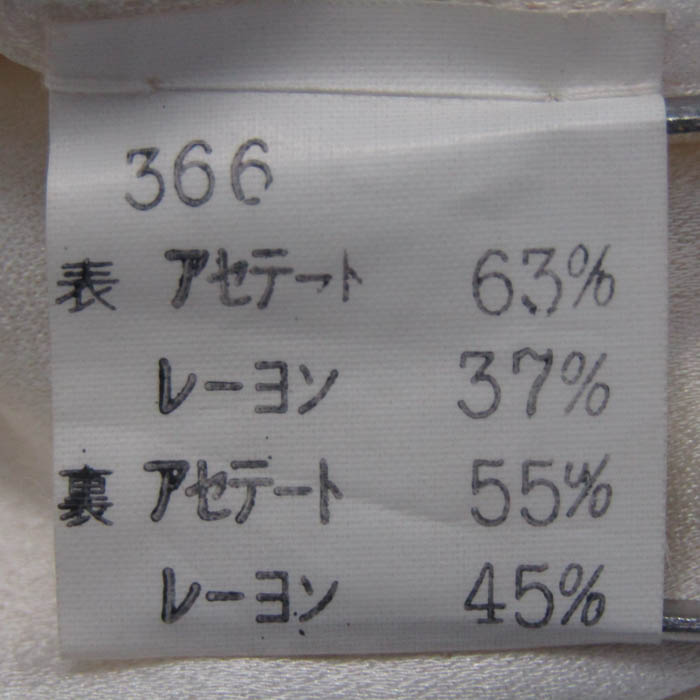 366
表 アセテート 63%
レーヨン 37%
裏 アセテート 55%
レーヨン 45%